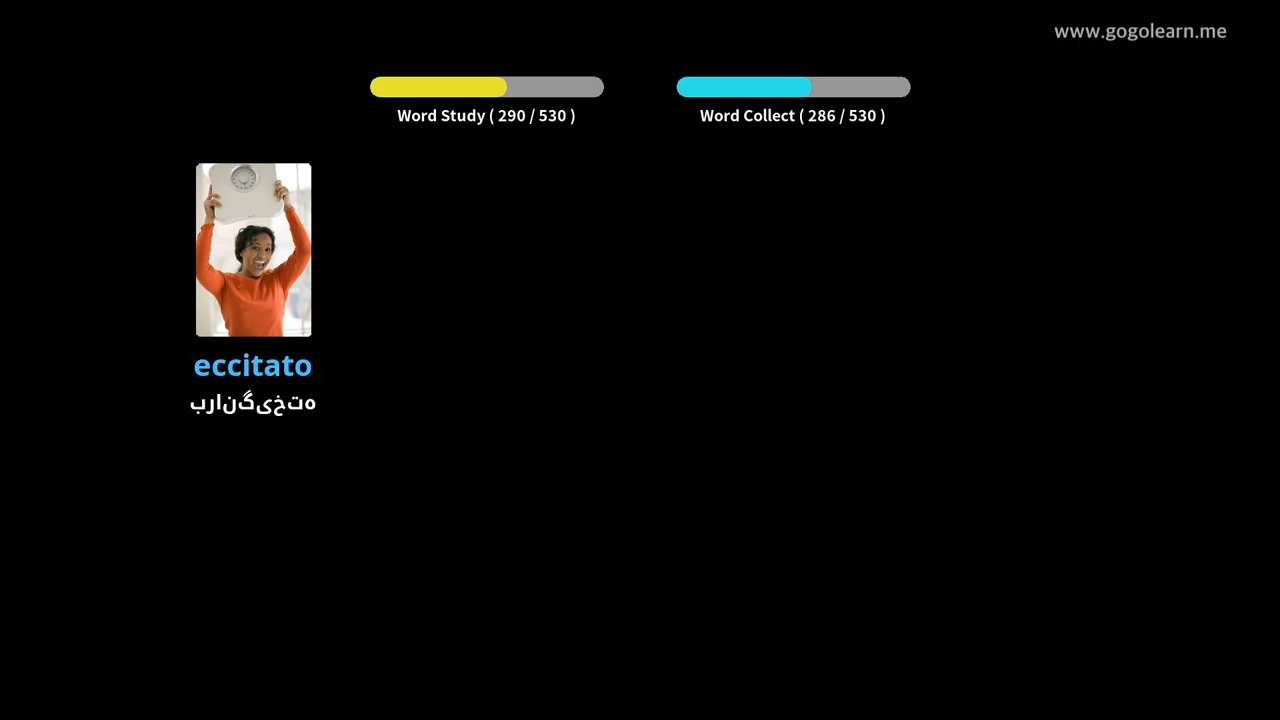 www.gogolearn.me
Word Study ( 290 / 530 )
Word Collect ( 286 / 530 )
eccitato
برانگیخته